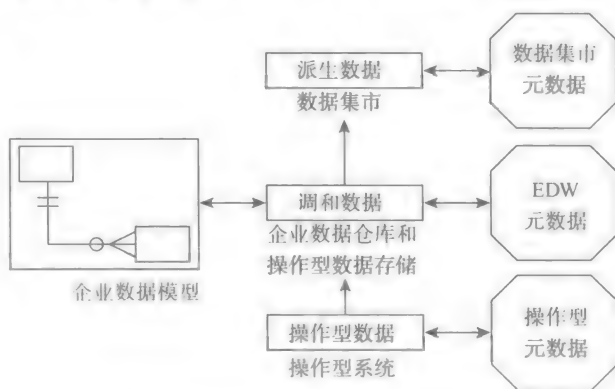 派生数据
数据集市
数据集市
元数据
调和数据
企业数据仓库和
操作型数据存储
EDW
元数据
企业数据模型
操作型数据
操作型系统
操作型
元数据